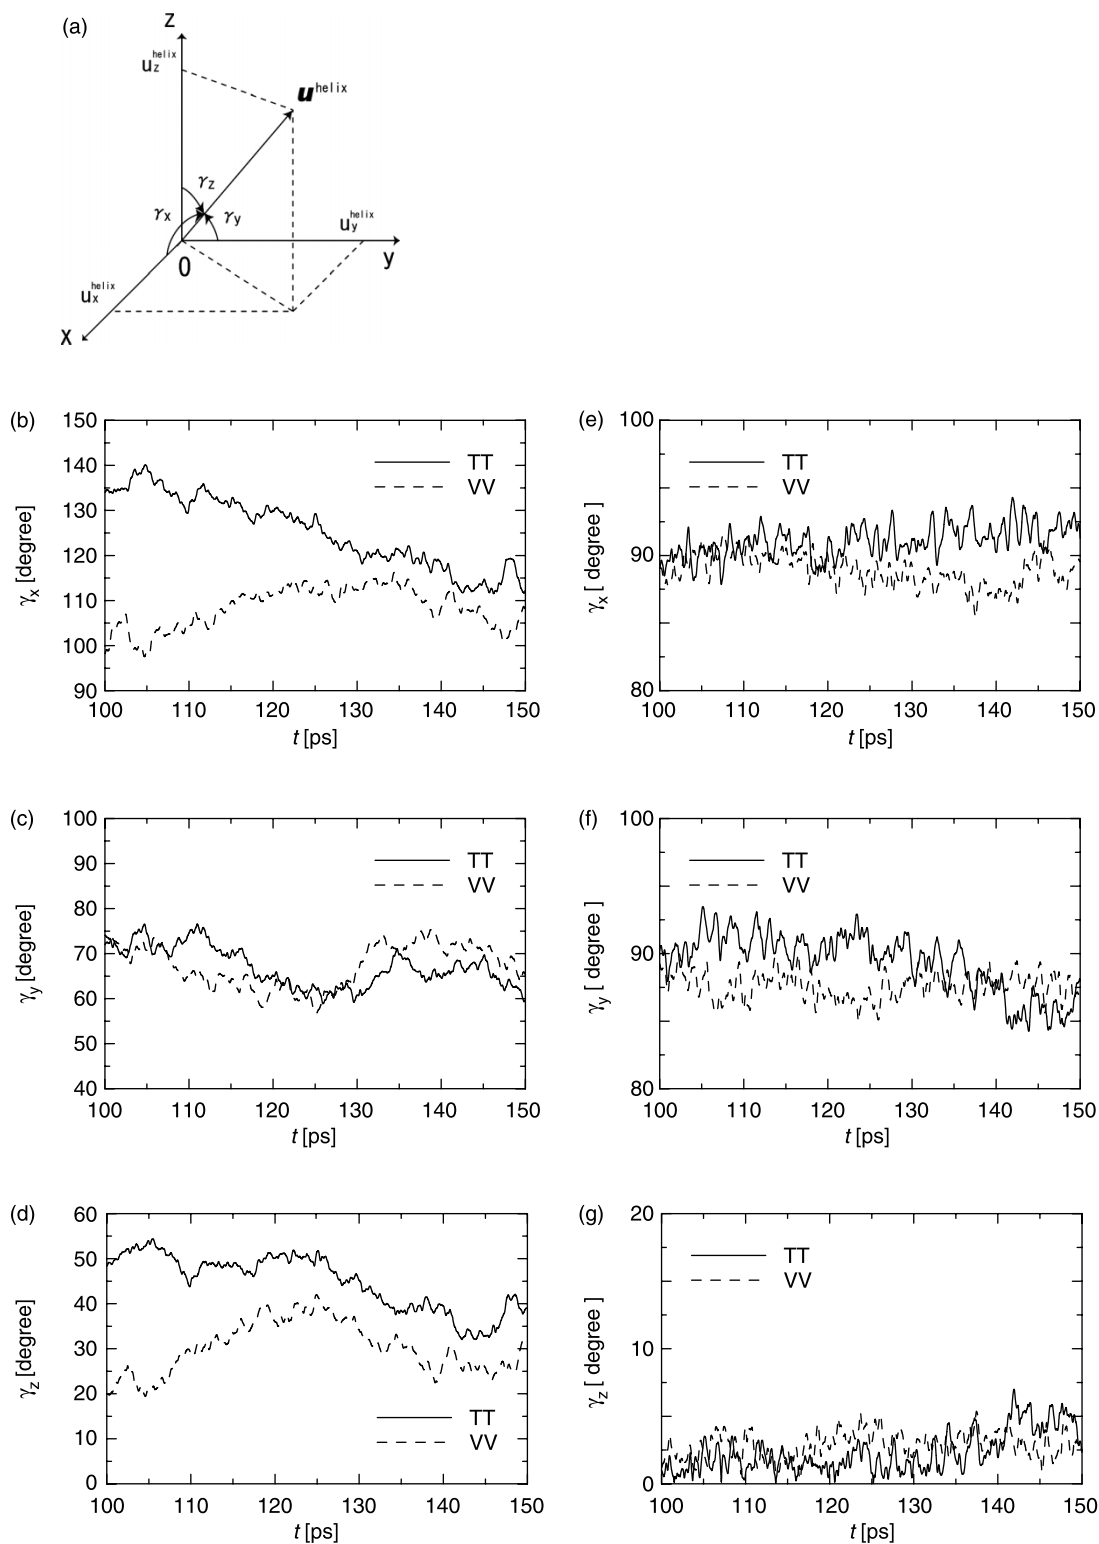 (a)
z
u_z^helix
u^helix
γ_z
γ_x
γ_y
u_y^helix
0
y
u_x^helix
x
(b)
150
140
130
120
110
100
90
γ_x [degree]
TT
VV
100 110 120 130 140 150
t [ps]
(e)
100
90
80
γ_x [ degree ]
TT
VV
100 110 120 130 140 150
t [ps]
(c)
100
90
80
70
60
50
40
γ_y [degree]
TT
VV
100 110 120 130 140 150
t [ps]
(f)
100
90
80
γ_y [ degree ]
TT
VV
100 110 120 130 140 150
t [ps]
(d)
60
50
40
30
20
10
0
γ_z [degree]
TT
VV
100 110 120 130 140 150
t [ps]
(g)
20
10
0
γ_z [ degree ]
TT
VV
100 110 120 130 140 150
t [ps]